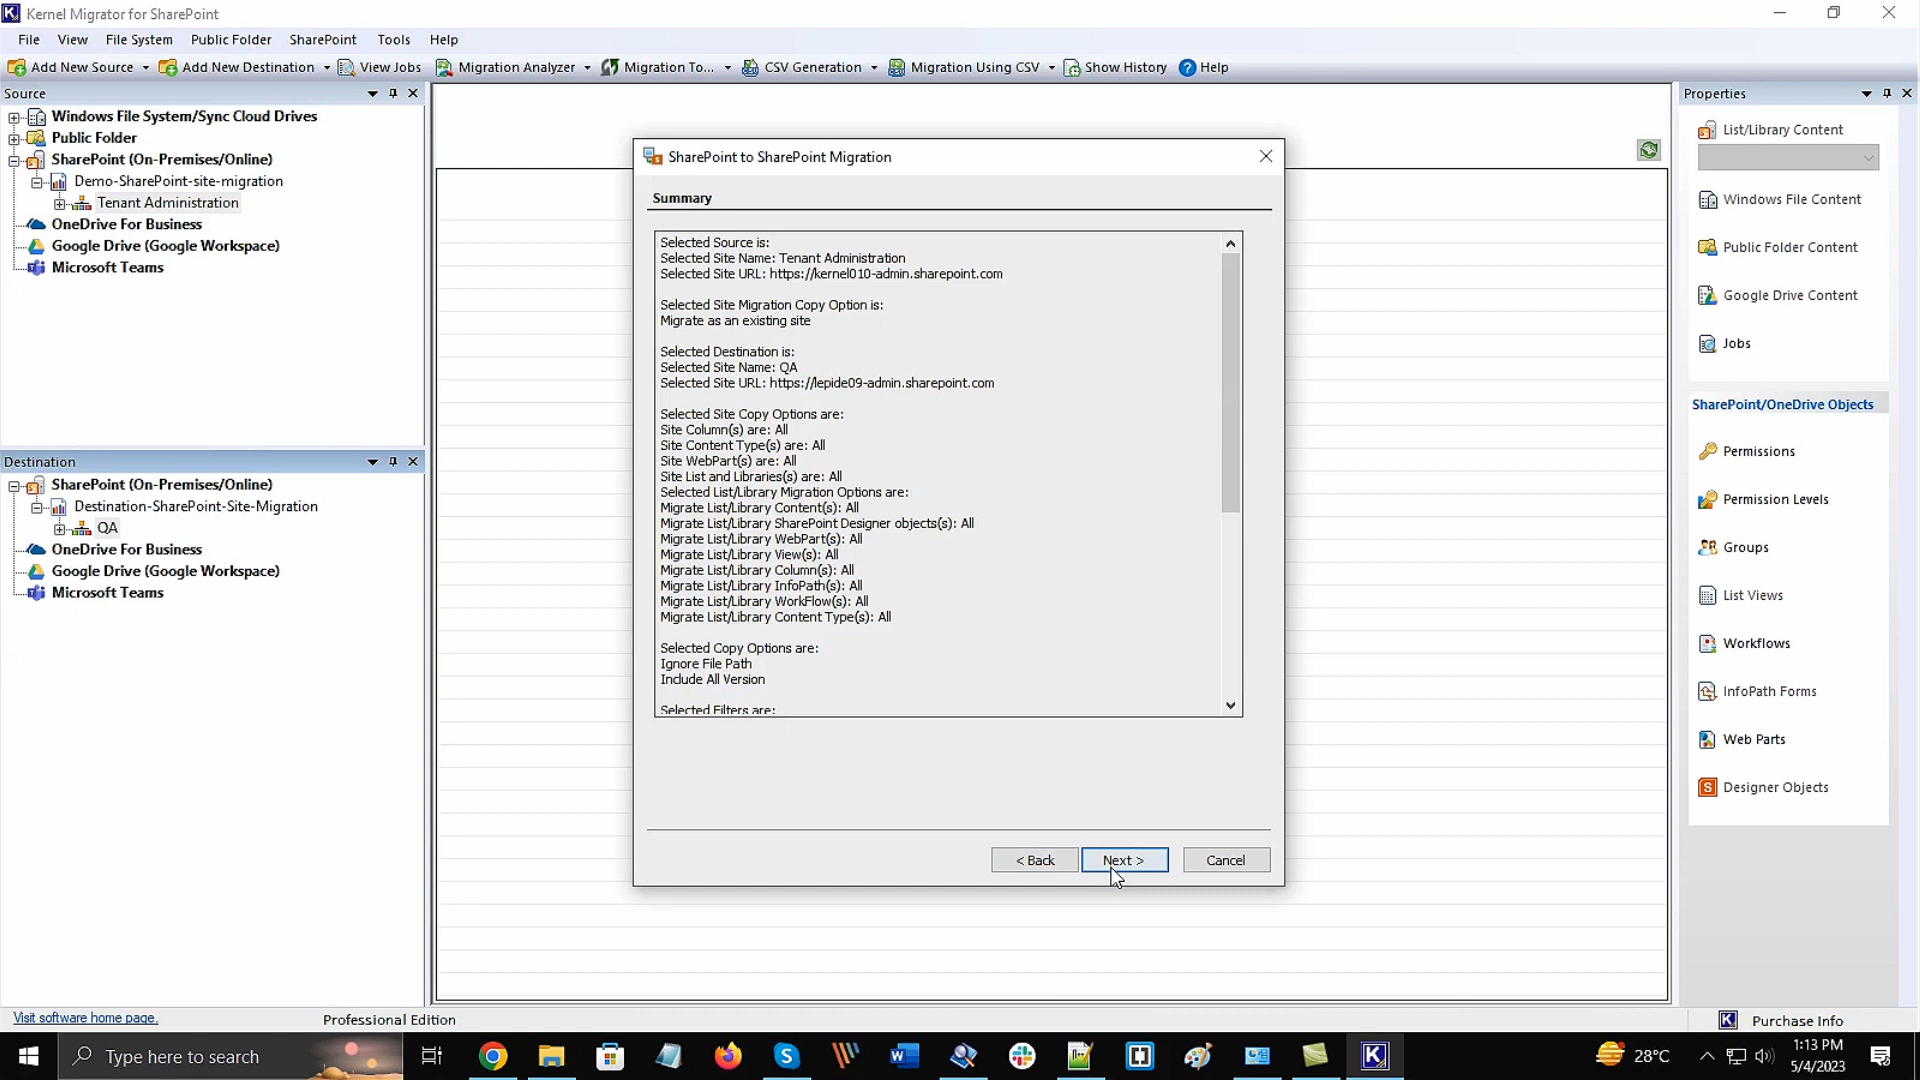 Kernel Migrator for SharePoint
File View File System Public Folder SharePoint Tools Help
Add New Source Add New Destination View Jobs Migration Analyzer Migration To... CSV Generation Migration Using CSV Show History Help
Source
Windows File System/Sync Cloud Drives
Public Folder
SharePoint (On-Premises/Online)
Demo-SharePoint-site-migration
Tenant Administration
OneDrive For Business
Google Drive (Google Workspace)
Microsoft Teams
Destination
SharePoint (On-Premises/Online)
Destination-SharePoint-Site-Migration
QA
OneDrive For Business
Google Drive (Google Workspace)
Microsoft Teams
SharePoint to SharePoint Migration
Summary
Selected Source is:
Selected Site Name: Tenant Administration
Selected Site URL: https://kernel010-admin.sharepoint.com
Selected Site Migration Copy Option is:
Migrate as an existing site
Selected Destination is:
Selected Site Name: QA
Selected Site URL: https://lepide09-admin.sharepoint.com
Selected Site Copy Options are:
Site Column(s) are: All
Site Content Type(s) are: All
Site WebPart(s) are: All
Site List and Libraries(s) are: All
Selected List/Library Migration Options are:
Migrate List/Library Content(s): All
Migrate List/Library SharePoint Designer objects(s): All
Migrate List/Library WebPart(s): All
Migrate List/Library View(s): All
Migrate List/Library Column(s): All
Migrate List/Library InfoPath(s): All
Migrate List/Library WorkFlow(s): All
Migrate List/Library Content Type(s): All
Selected Copy Options are:
Ignore File Path
Include All Version
Selected Filters are:
< Back Next > Cancel
Properties
List/Library Content
Windows File Content
Public Folder Content
Google Drive Content
Jobs
SharePoint/OneDrive Objects
Permissions
Permission Levels
Groups
List Views
Workflows
InfoPath Forms
Web Parts
Designer Objects
Visit software home page.
Professional Edition
Purchase Info
Type here to search
28°C
1:13 PM
5/4/2023